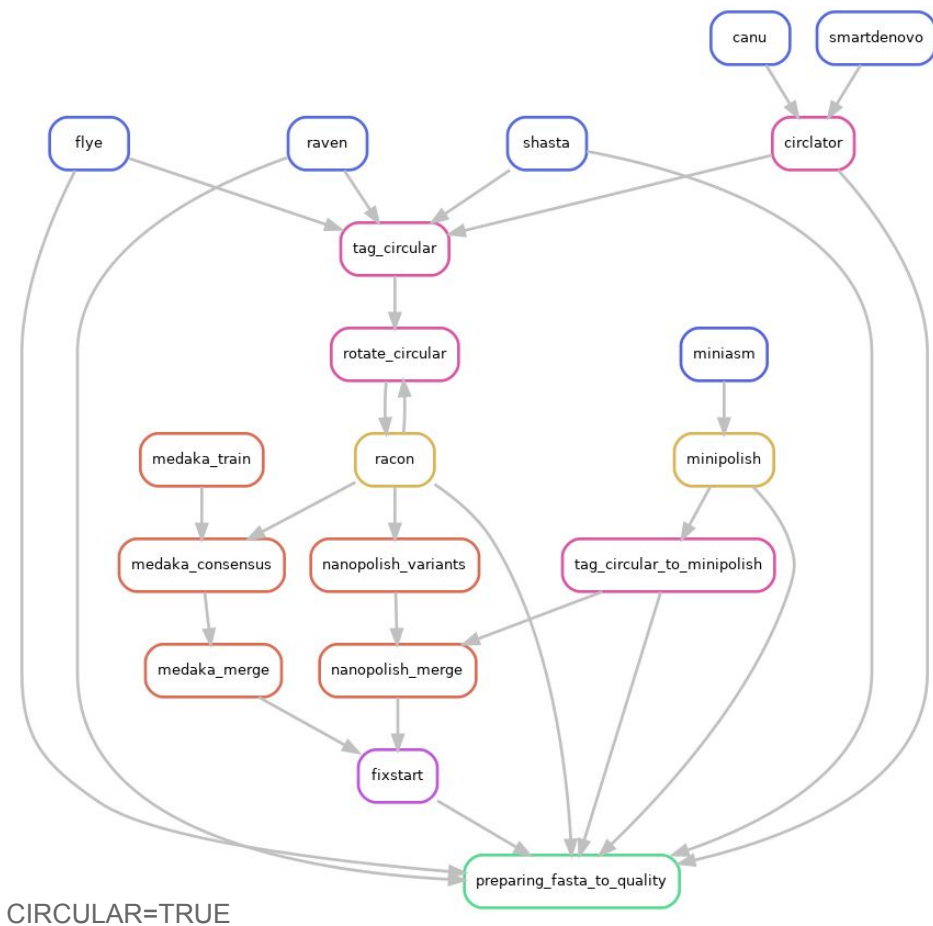 canu
smartdenovo
flye
raven
shasta
circlator
tag_circular
rotate_circular
miniasm
medaka_train
racon
minipolish
medaka_consensus
nanopolish_variants
tag_circular_to_minipolish
medaka_merge
nanopolish_merge
fixstart
preparing_fasta_to_quality
CIRCULAR=TRUE